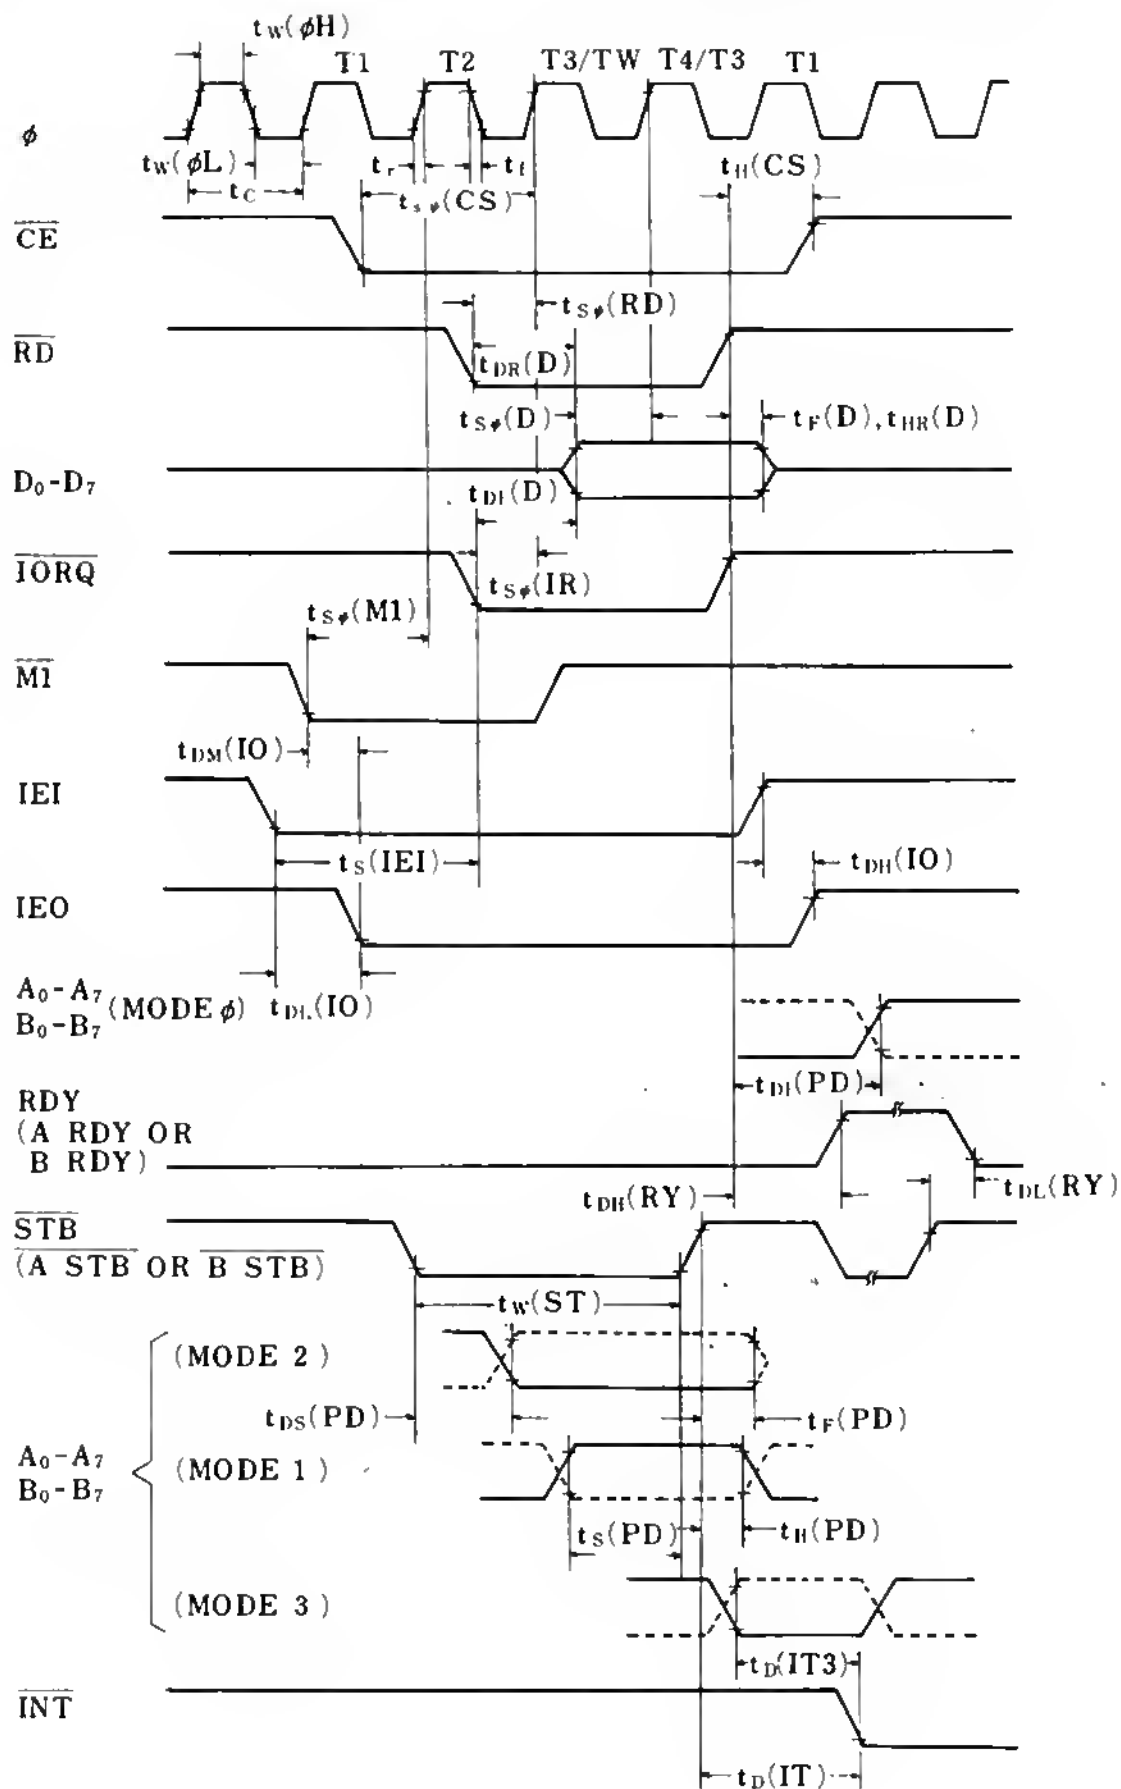 tW(φH)
T1 T2 T3/TW T4/T3 T1
φ
tW(φL) tr tf tH(CS)
tC tSφ(CS)
CE
tSφ(RD)
RD
tDR(D)
tSφ(D) tF(D), tHR(D)
D0-D7
tDI(D)
IORQ
tSφ(IR)
tSφ(M1)
M1
tDM(IO)
IEI
tS(IEI) tDH(IO)
IEO
A0-A7
B0-B7 (MODE φ) tDL(IO)
tDI(PD)
RDY
(A RDY OR
B RDY)
tDH(RY) tDL(RY)
STB
(A STB OR B STB)
tW(ST)
(MODE 2)
tDS(PD) tF(PD)
A0-A7
B0-B7
(MODE 1)
tS(PD) tH(PD)
(MODE 3)
tD(IT3)
INT
tD(IT)